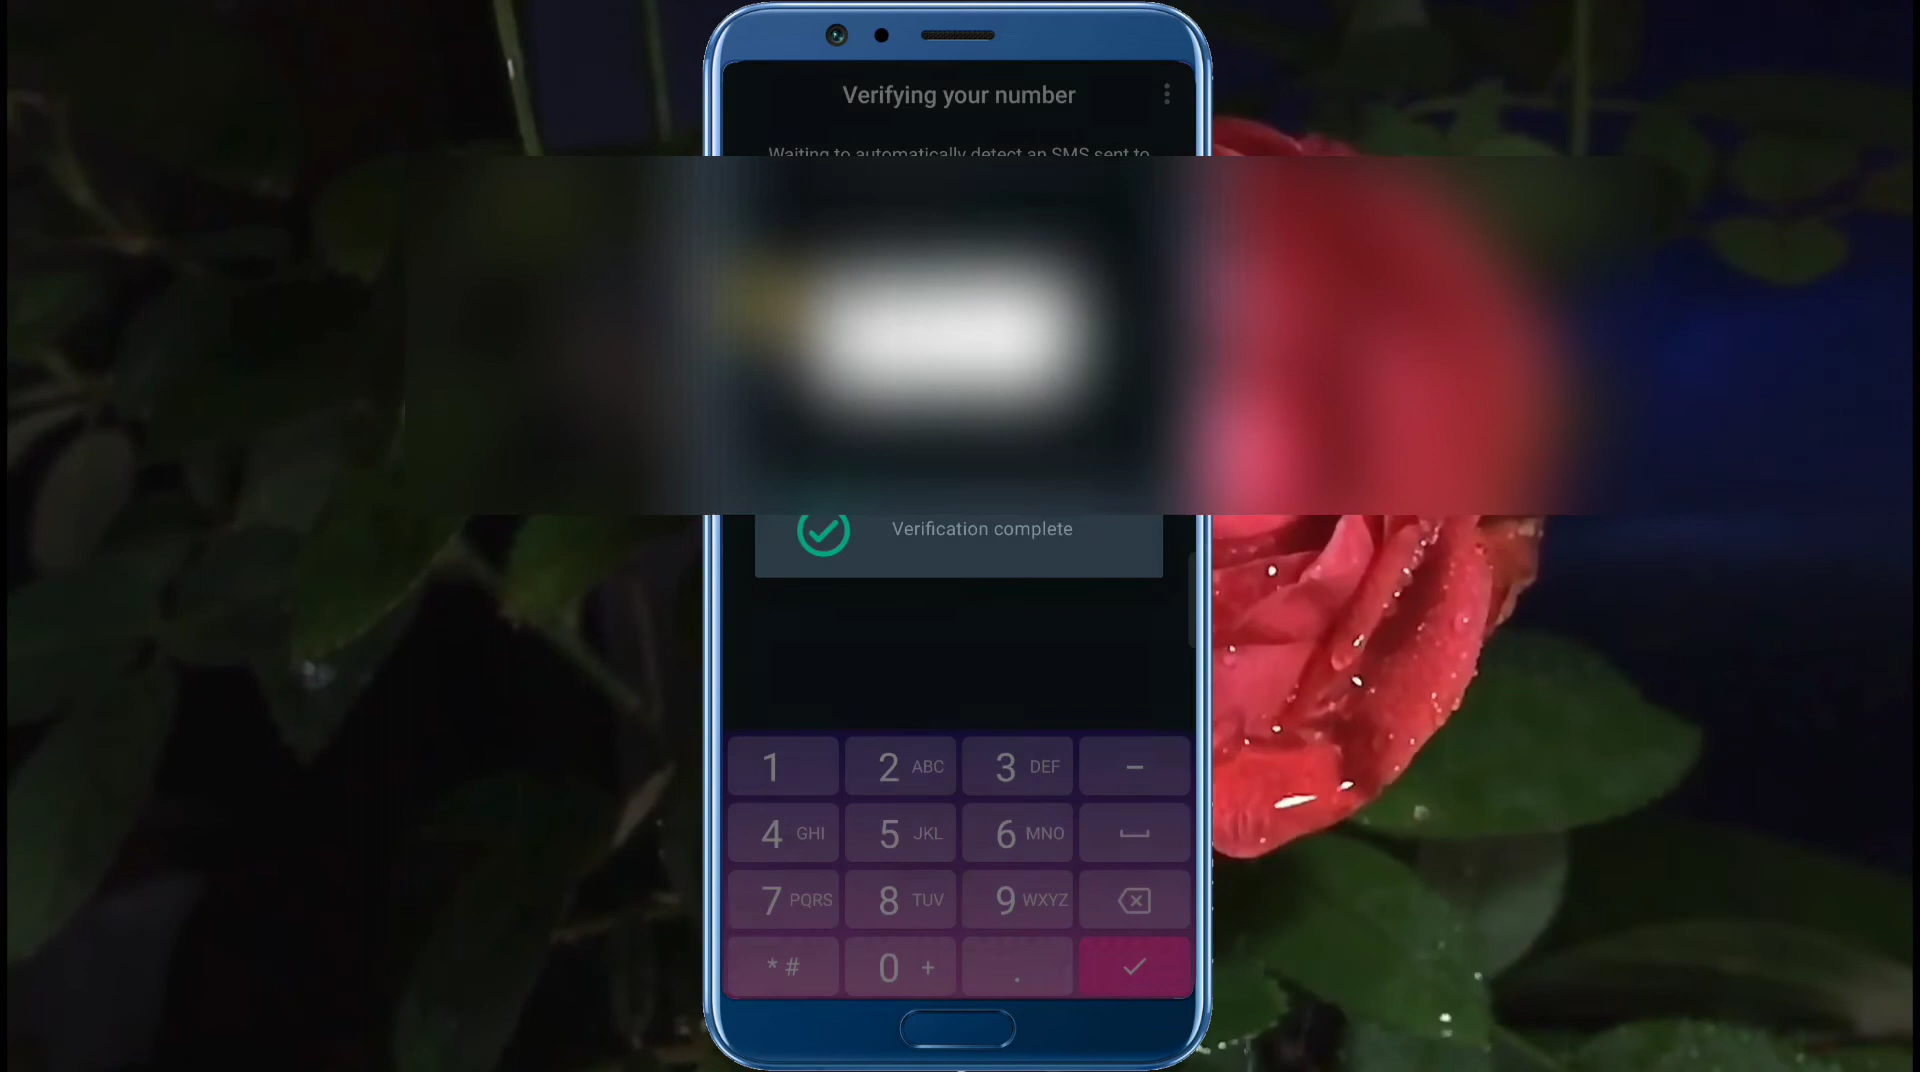 Verifying your number
Waiting to automatically detect an SMS sent to
Verification complete
1
2 ABC
3 DEF
–
4 GHI
5 JKL
6 MNO
7 PQRS
8 TUV
9 WXYZ
* #
0 +
.